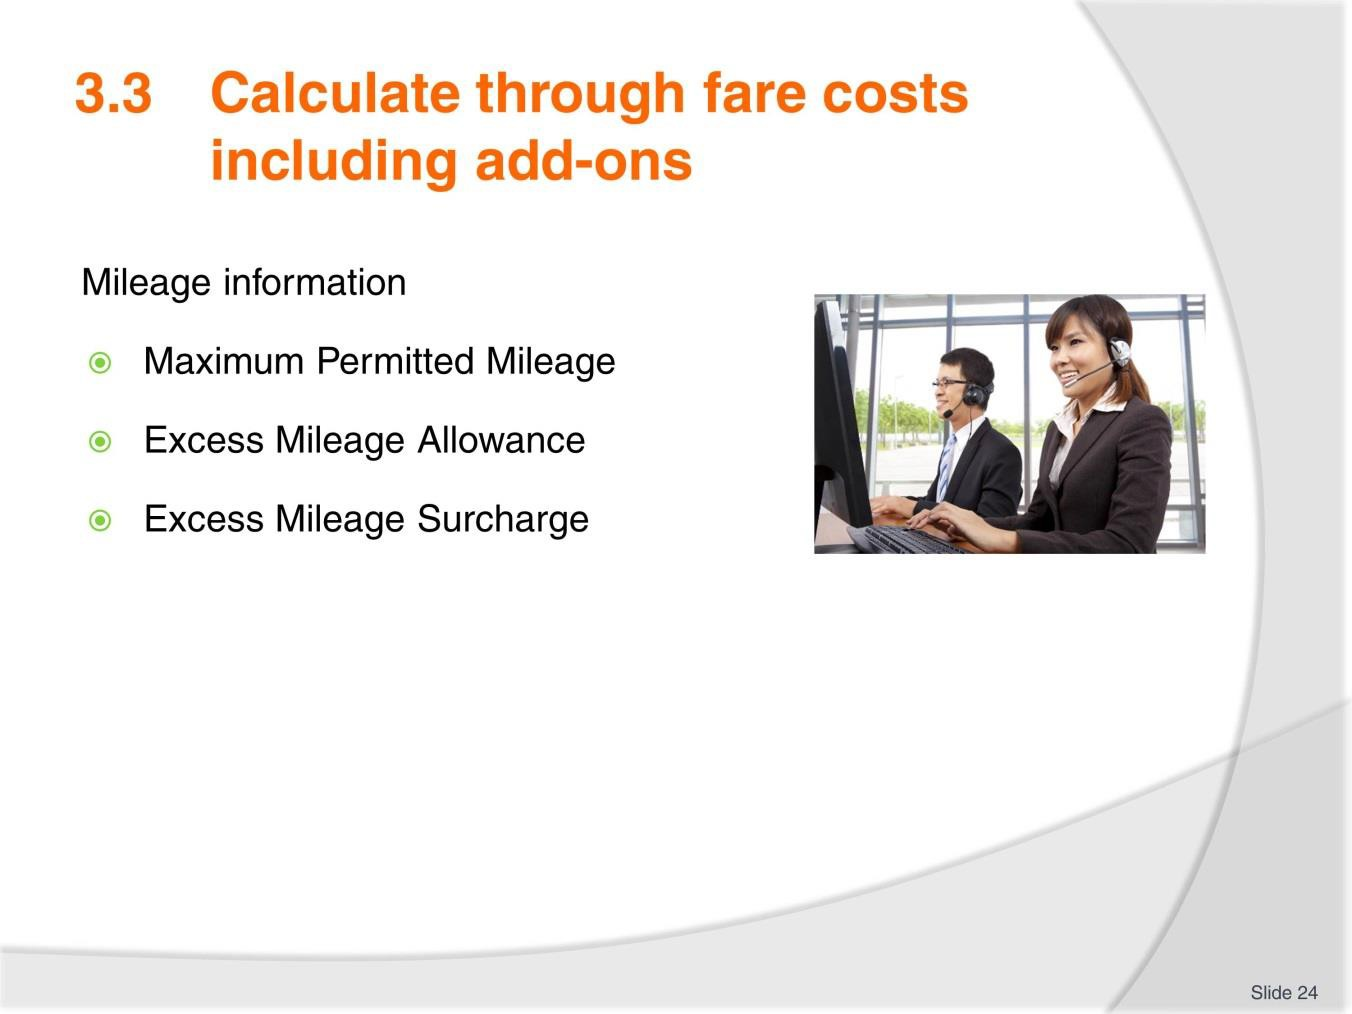 3.3 Calculate through fare costs
including add-ons
Mileage information
Maximum Permitted Mileage
Excess Mileage Allowance
Excess Mileage Surcharge
Slide 24